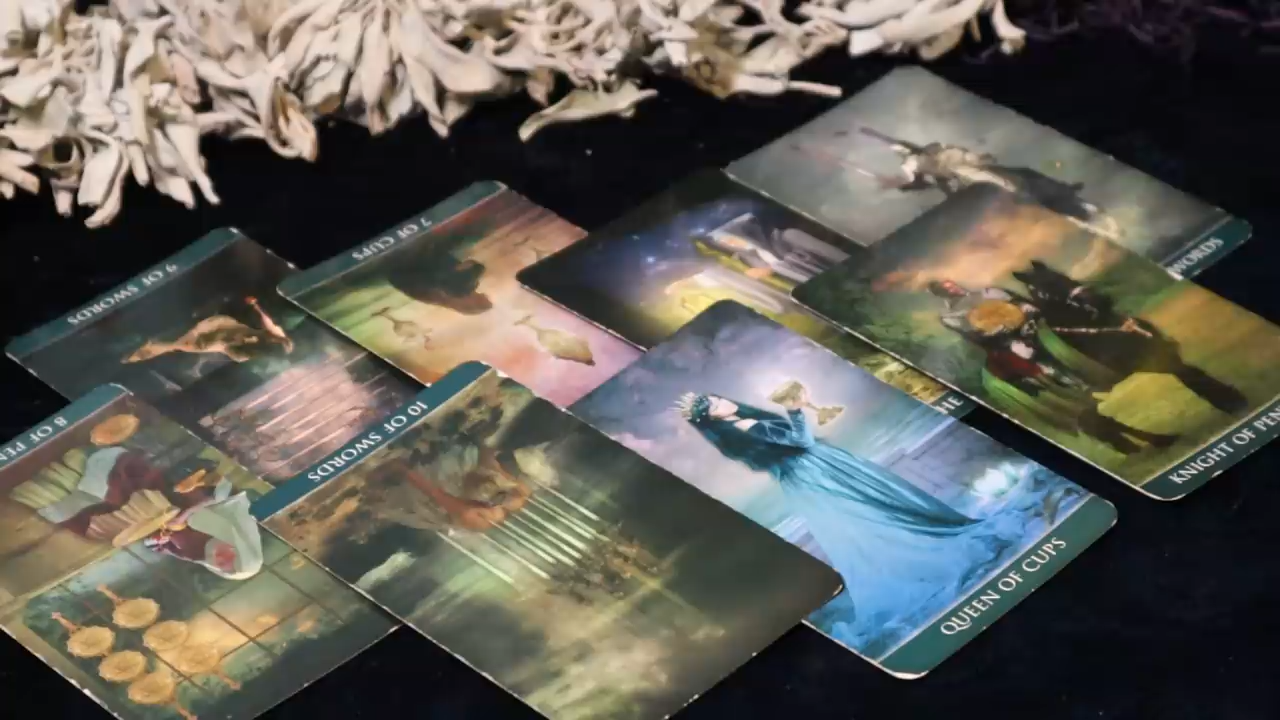 7 OF CUPS
9 OF SWORDS
WORDS
8 OF PE
10 OF SWORDS
HE
KNIGHT OF PEN
QUEEN OF CUPS